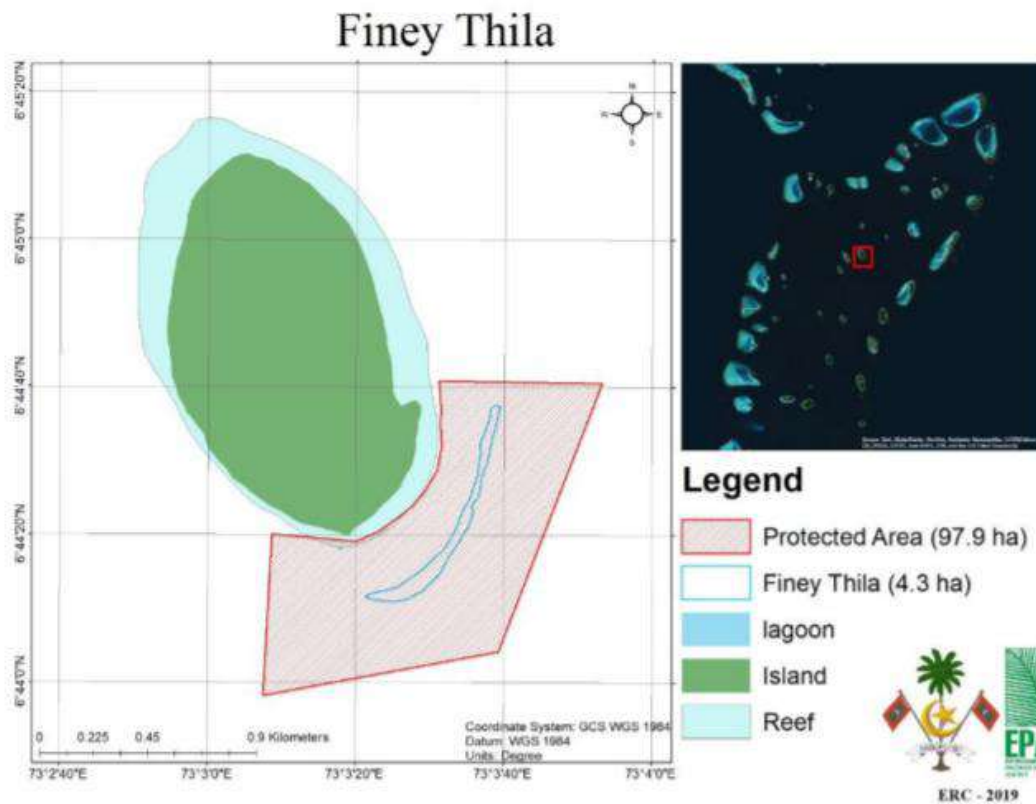 Finey Thila
6°45'20"N
6°45'0"N
6°44'40"N
6°44'20"N
6°44'0"N
N
E
S
0 0.225 0.45 0.9 Kilometers
Coordinate System: GCS WGS 1984
Datum: WGS 1984
Units: Degree
73°2'40"E 73°3'0"E 73°3'20"E 73°3'40"E 73°4'0"E
Legend
Protected Area (97.9 ha)
Finey Thila (4.3 ha)
lagoon
Island
Reef
EP
ERC - 2019